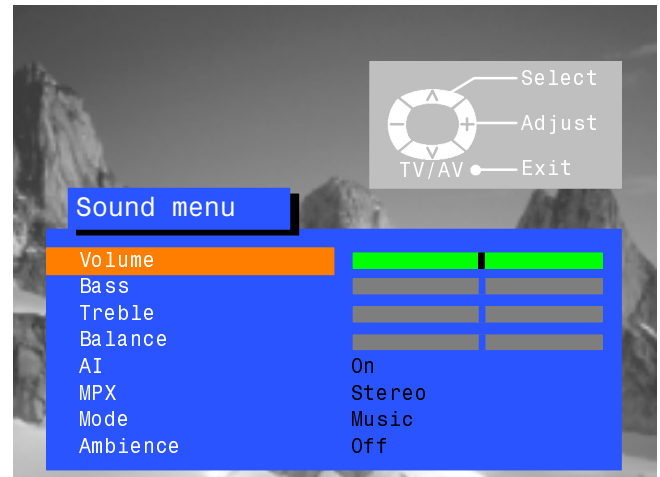 Select
Adjust
TV/AV Exit
Sound menu
Volume
Bass
Treble
Balance
AI On
MPX Stereo
Mode Music
Ambience Off